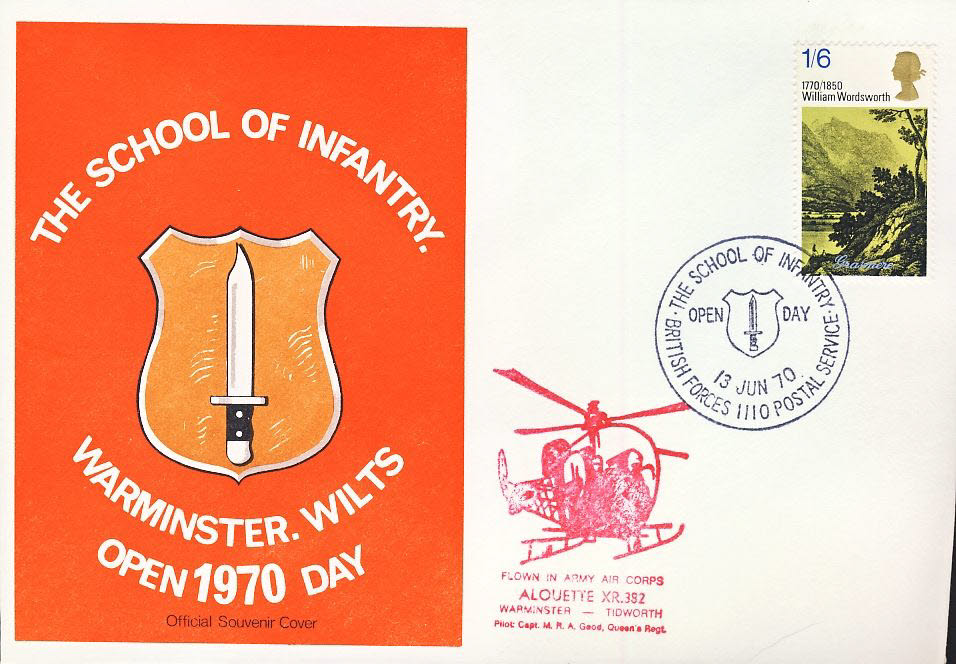 THE SCHOOL OF INFANTRY.
WARMINSTER. WILTS
OPEN 1970 DAY
Official Souvenir Cover
1/6
1770/1850
William Wordsworth
Grasmere
· THE SCHOOL OF INFANTRY ·
OPEN DAY
13 JUN 70
BRITISH FORCES 1110 POSTAL SERVICE
FLOWN IN ARMY AIR CORPS
ALOUETTE XR.382
WARMINSTER — TIDWORTH
Pilot: Capt. M. R. A. Good, Queen's Regt.